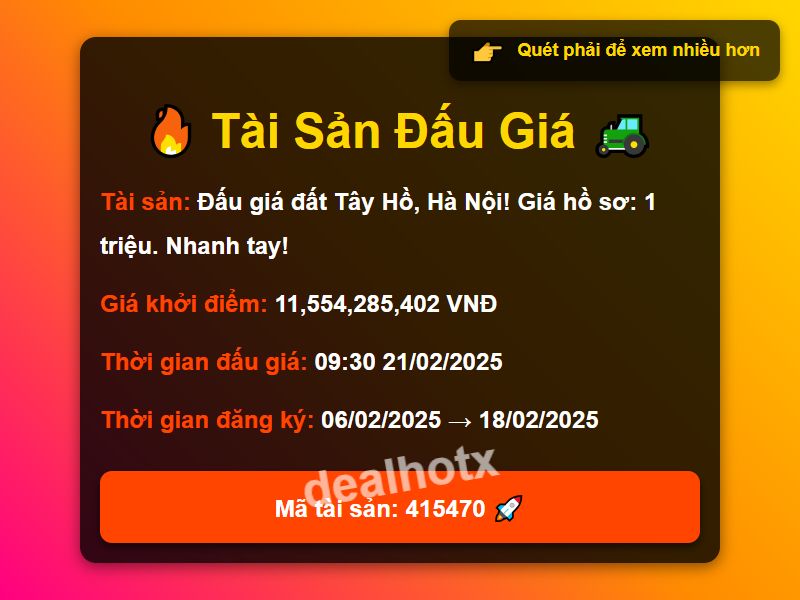 👉 Quét phải để xem nhiều hơn
🔥 Tài Sản Đấu Giá 🚜
Tài sản: Đấu giá đất Tây Hồ, Hà Nội! Giá hồ sơ: 1
triệu. Nhanh tay!
Giá khởi điểm: 11,554,285,402 VNĐ
Thời gian đấu giá: 09:30 21/02/2025
Thời gian đăng ký: 06/02/2025 → 18/02/2025
dealhotx
Mã tài sản: 415470 🚀